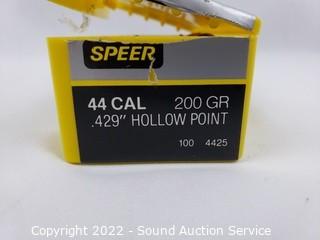 SPEER
44 CAL 200 GR
.429" HOLLOW POINT
100 4425
Copyright 2022 - Sound Auction Service